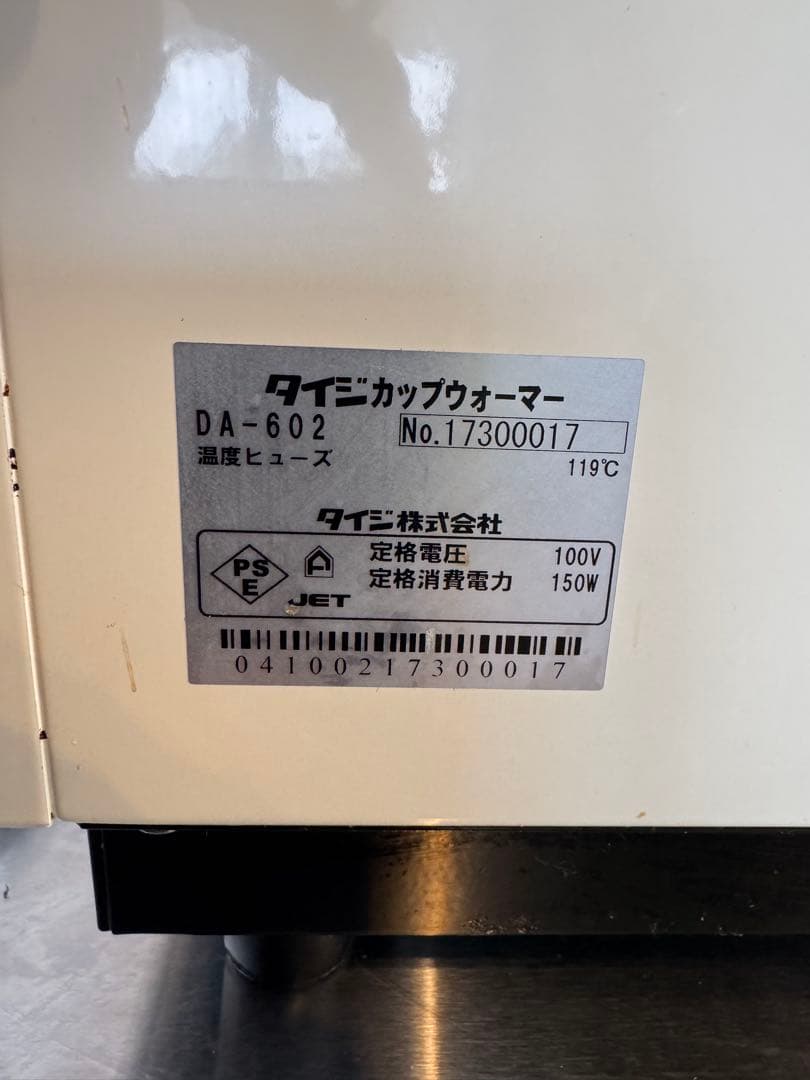 タイジカップウォーマー
DA-602 No.17300017
温度ヒューズ 119℃
タイジ株式会社
PS E A JET 定格電圧 100V
定格消費電力 150W
04100217300017